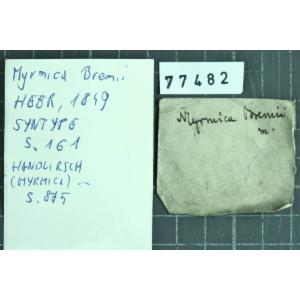 Myrmica Bremii
HEER, 1849
SYNTYPE
S. 161
HANDLIRSCH
(MYRMICI) —
S. 875
77482
Myrmica Bremii
m.